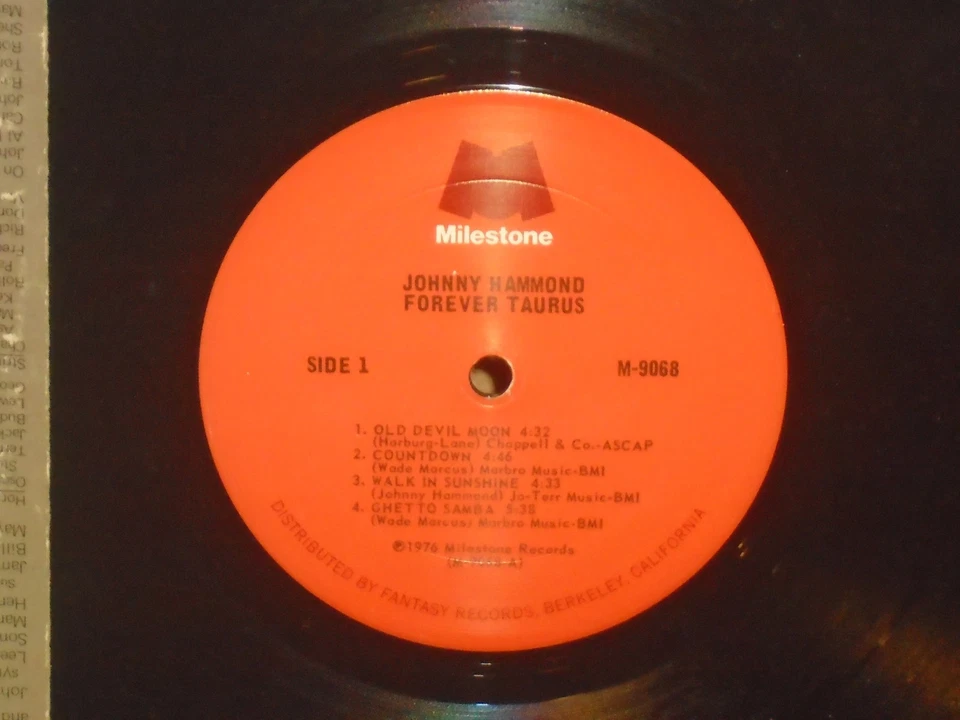 Milestone
JOHNNY HAMMOND
FOREVER TAURUS
SIDE 1
M-9068
1. OLD DEVIL MOON 4:32
(Harburg-Lane) Chappell & Co.-ASCAP
2. COUNTDOWN 4:46
(Wade Marcus) Marbro Music-BMI
3. WALK IN SUNSHINE 4:33
(Johnny Hammond) Jo-Terr Music-BMI
4. GHETTO SAMBA 5:38
(Wade Marcus) Marbro Music-BMI
℗1976 Milestone Records
DISTRIBUTED BY FANTASY RECORDS, BERKELEY, CALIFORNIA